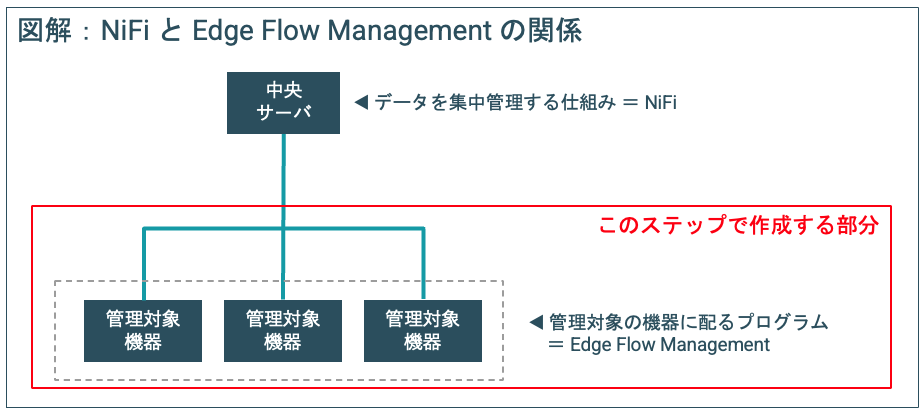 図解：NiFi と Edge Flow Management の関係
中央
サーバ
◀ データを集中管理する仕組み ＝ NiFi
このステップで作成する部分
管理対象
機器
管理対象
機器
管理対象
機器
◀ 管理対象の機器に配るプログラム
＝ Edge Flow Management